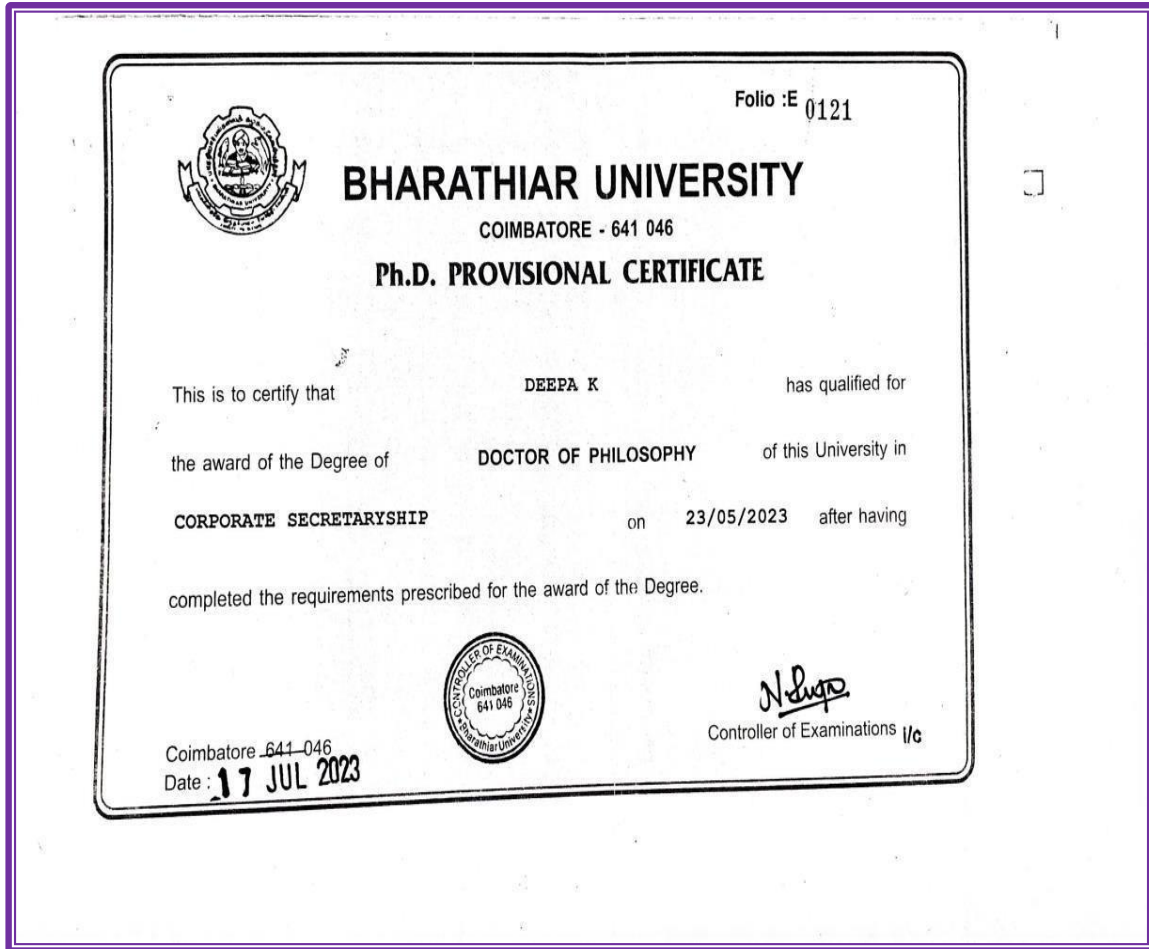 Folio :E 0121
BHARATHIAR UNIVERSITY
COIMBATORE - 641 046
Ph.D. PROVISIONAL CERTIFICATE
This is to certify that DEEPA K has qualified for
the award of the Degree of DOCTOR OF PHILOSOPHY of this University in
CORPORATE SECRETARYSHIP on 23/05/2023 after having
completed the requirements prescribed for the award of the Degree.
CONTROLLER OF EXAMINATIONS
Coimbatore
641 046
Bharathiar University
Controller of Examinations i/c
Coimbatore 641 046
Date : 17 JUL 2023